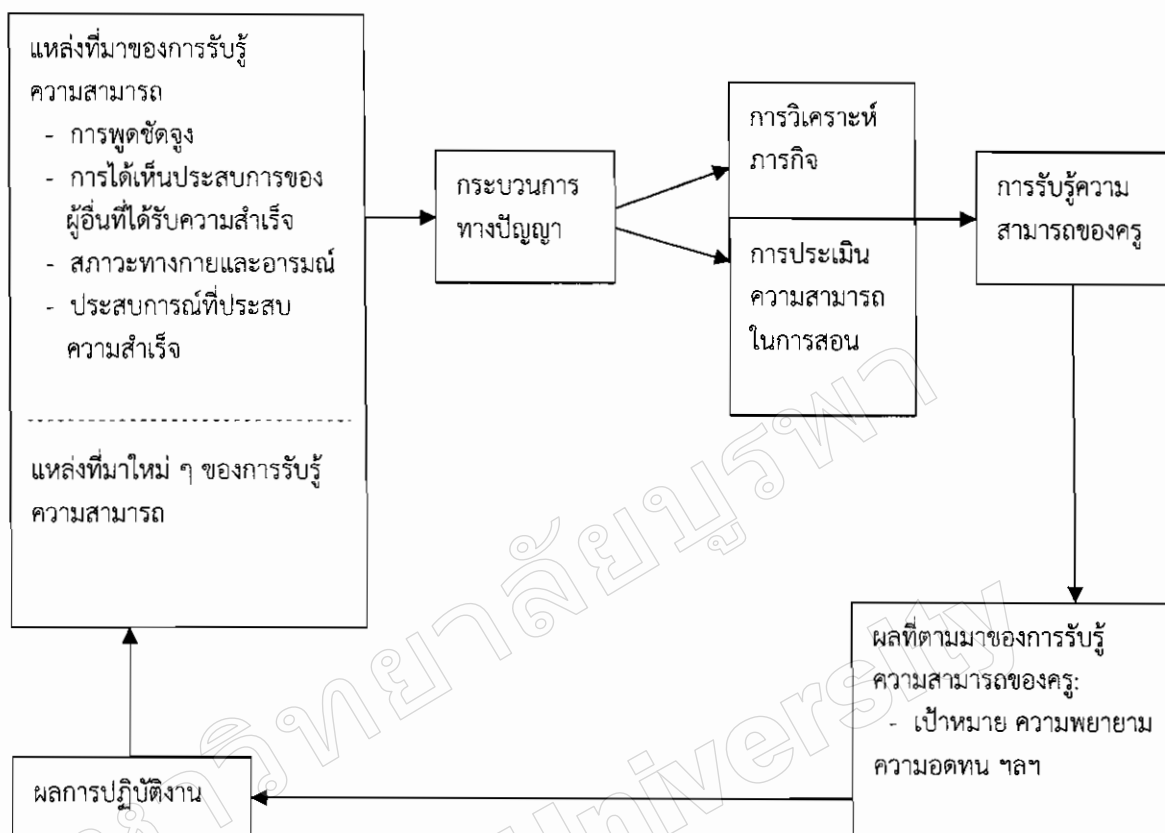 แหล่งที่มาของการรับรู้
ความสามารถ
- การพูดชัดจูง
- การได้เห็นประสบการของ
ผู้อื่นที่ได้รับความสำเร็จ
- สภาวะทางกายและอารมณ์
- ประสบการณ์ที่ประสบ
ความสำเร็จ
แหล่งที่มาใหม่ ๆ ของการรับรู้
ความสามารถ
กระบวนการ
ทางปัญญา
การวิเคราะห์
ภารกิจ
การประเมิน
ความสามารถ
ในการสอน
การรับรู้ความ
สามารถของครู
ผลที่ตามมาของการรับรู้
ความสามารถของครู:
- เป้าหมาย ความพยายาม
ความอดทน ฯลฯ
ผลการปฏิบัติงาน
มหาวิทยาลัยบูรพา
University